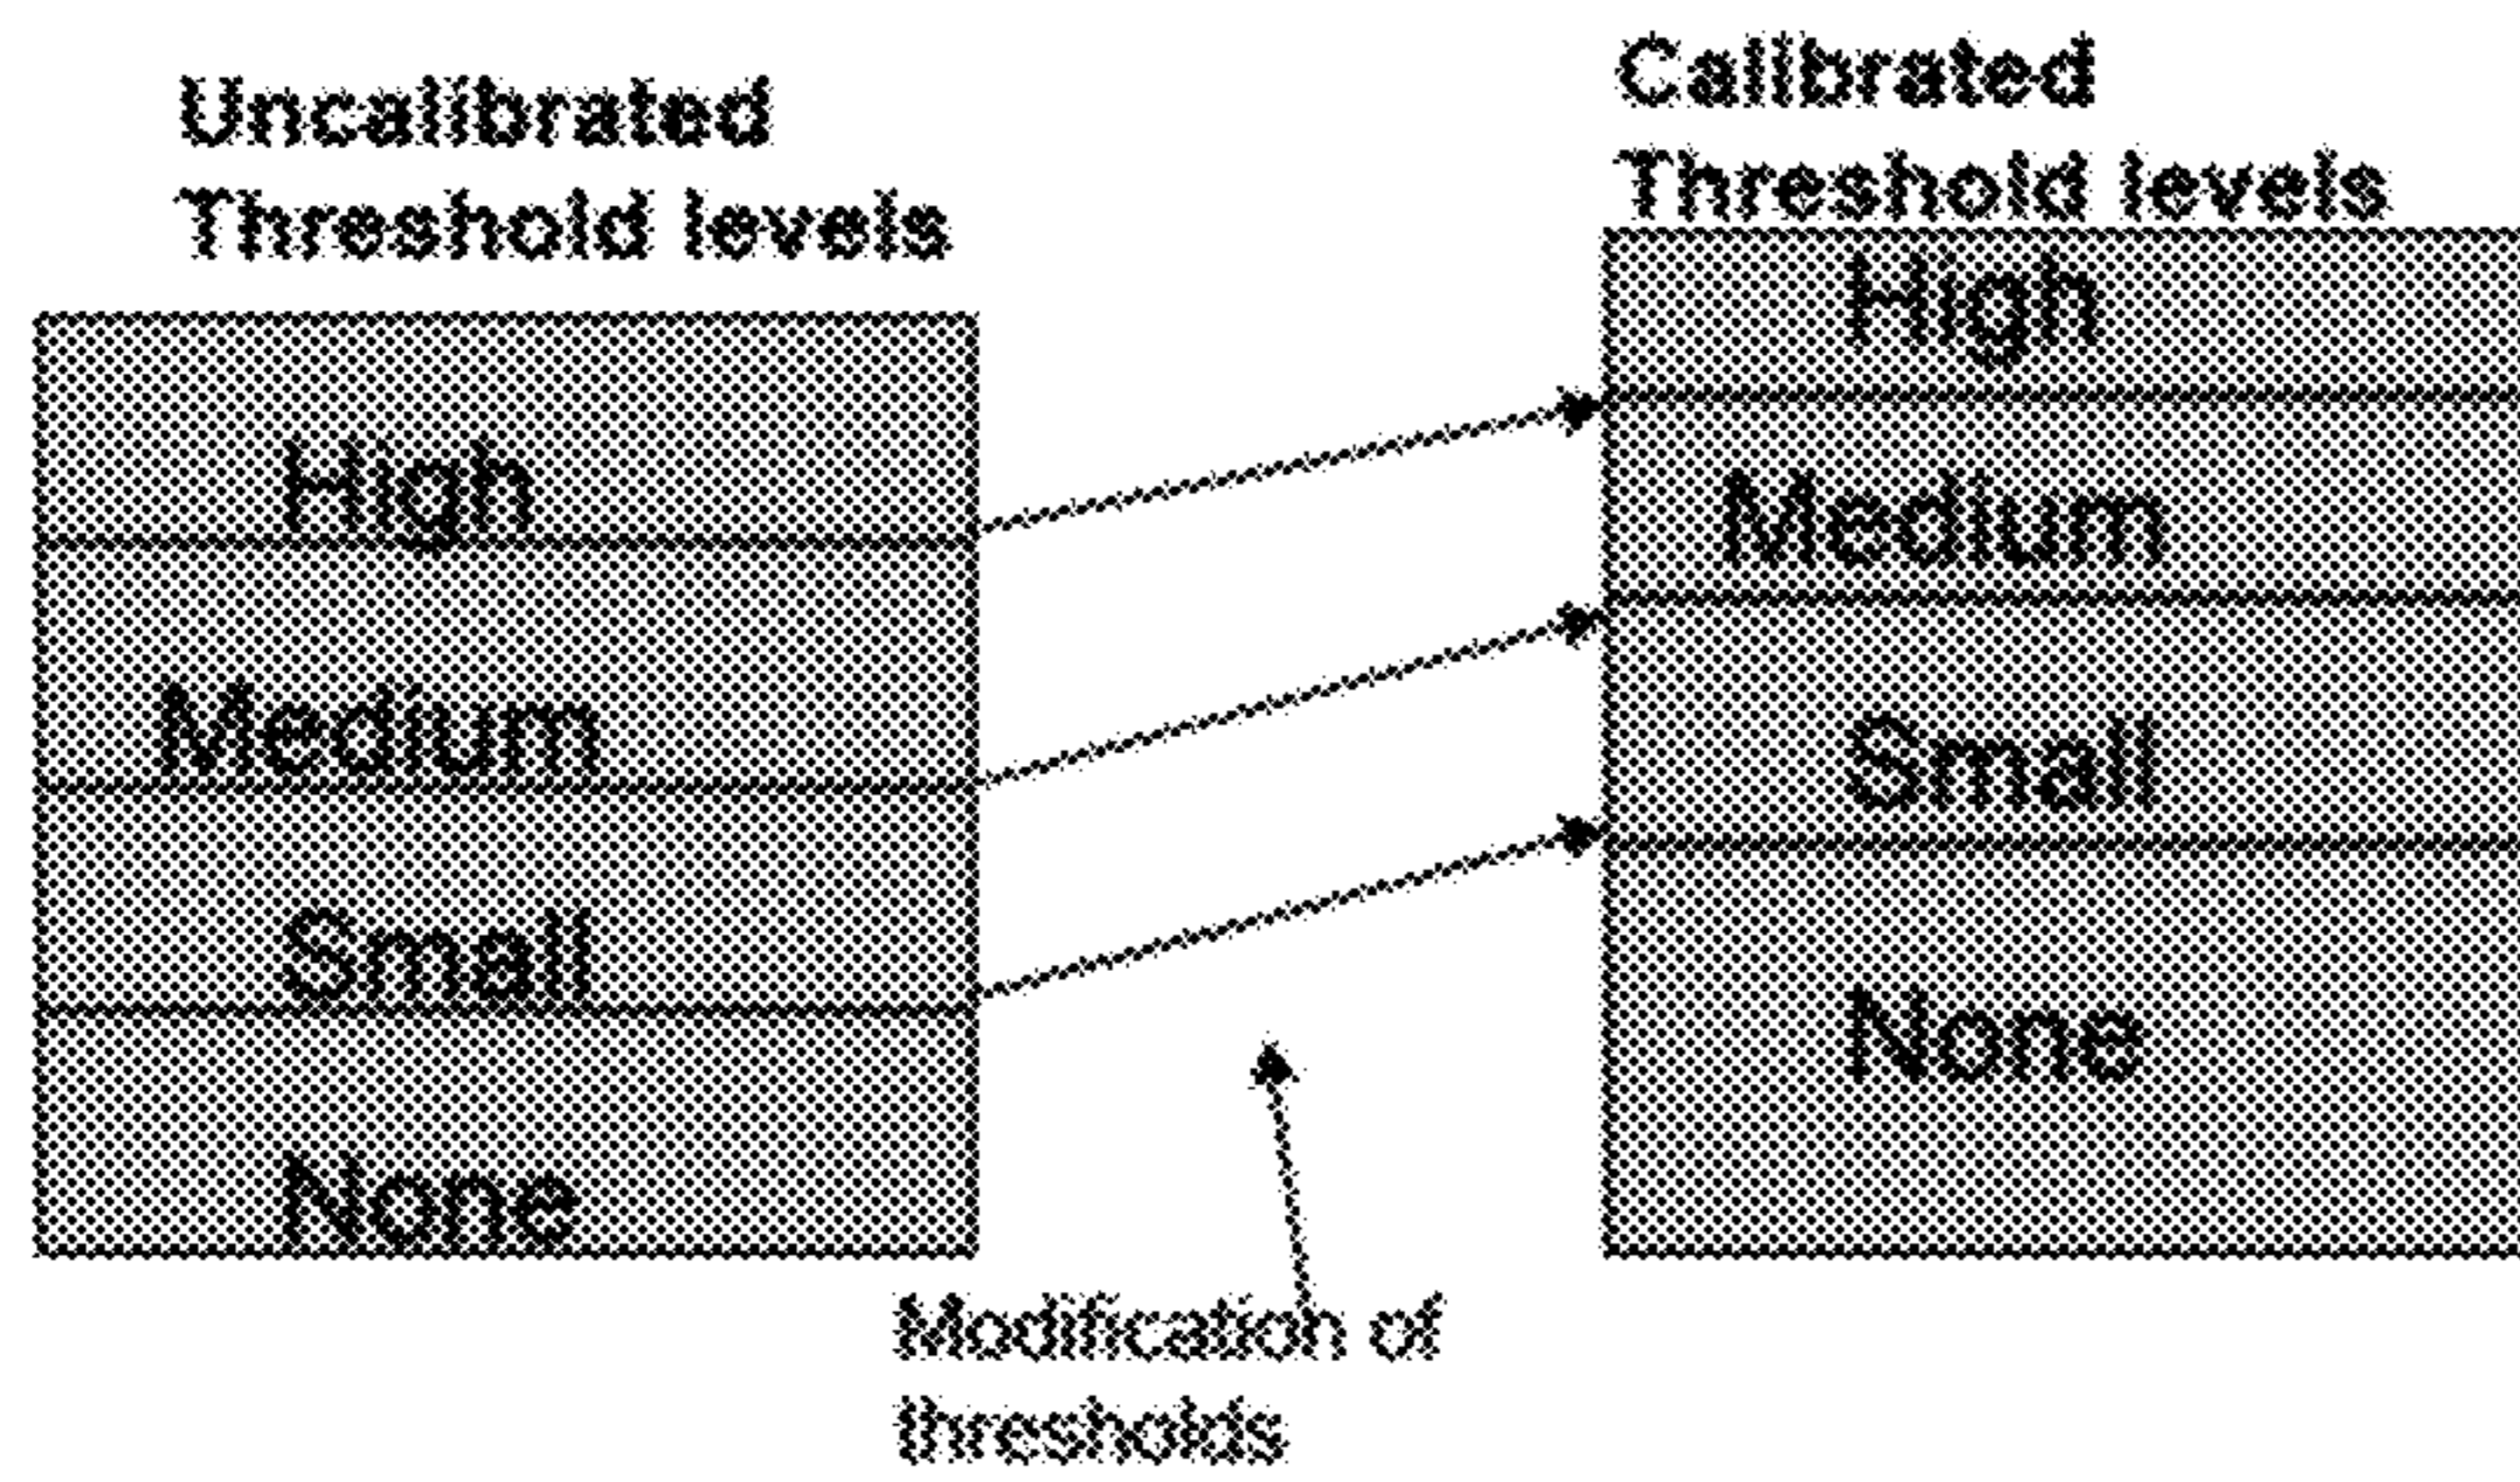 Uncalibrated
Threshold levels
High
Medium
Small
None
Calibrated
Threshold levels
High
Medium
Small
None
Modification of
thresholds